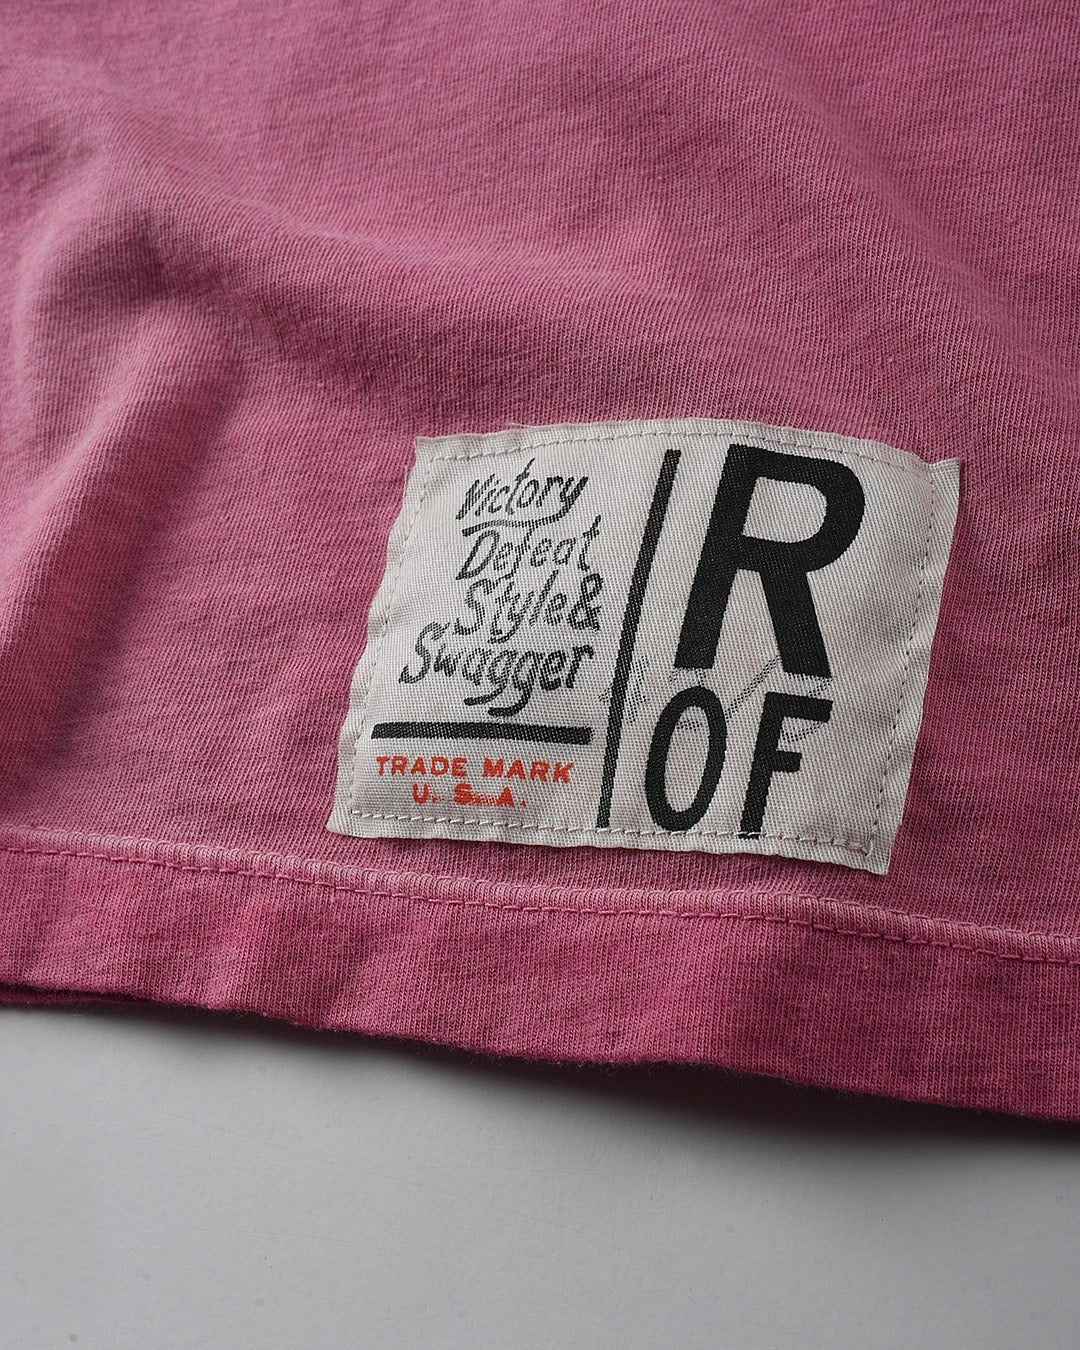 Victory
Defeat
Style &
Swagger
TRADE MARK
U. S. A.
R
OF